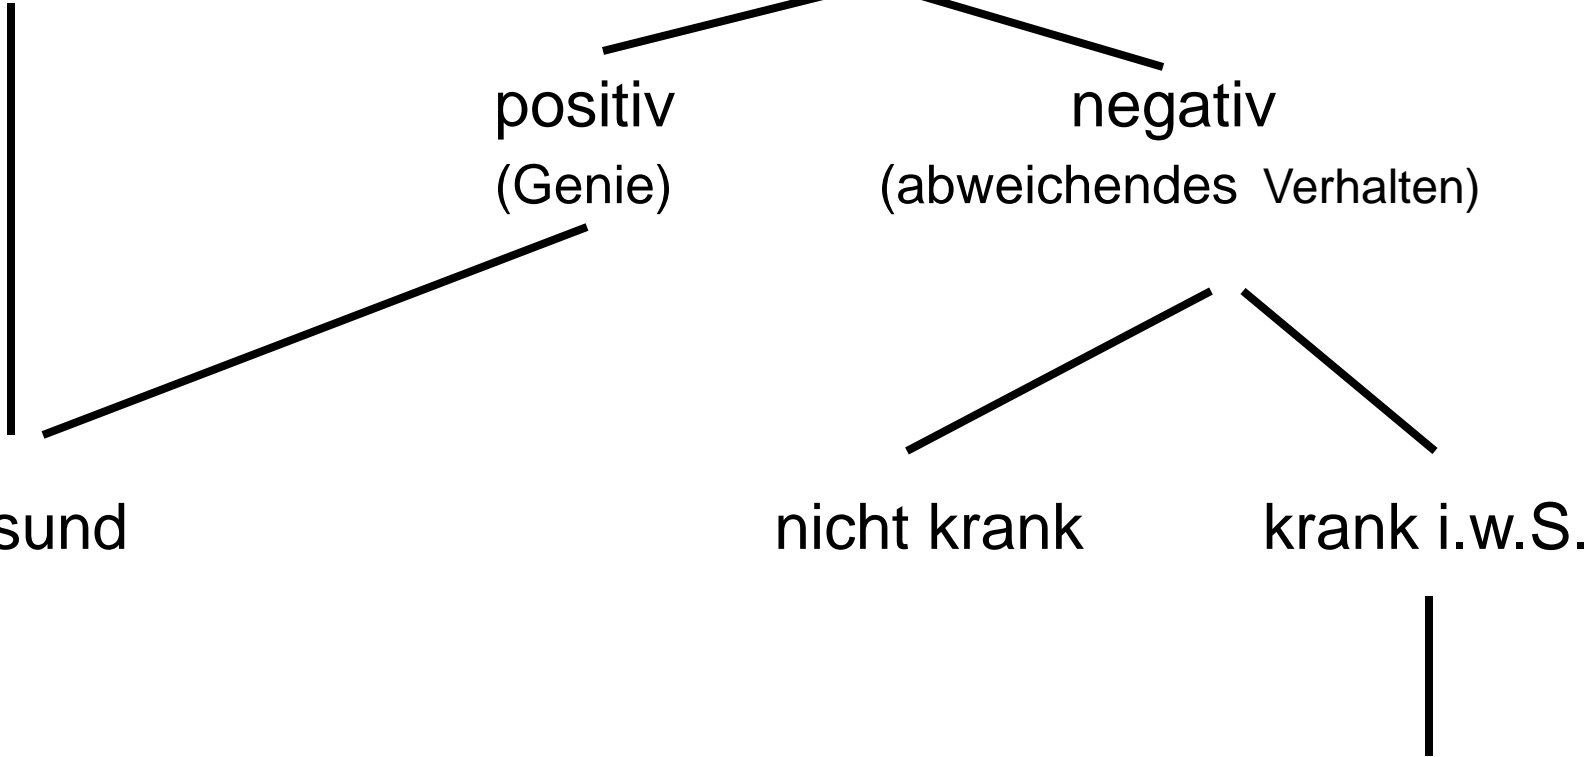 positiv negativ
(Genie) (abweichendes Verhalten)
sund nicht krank krank i.w.S.